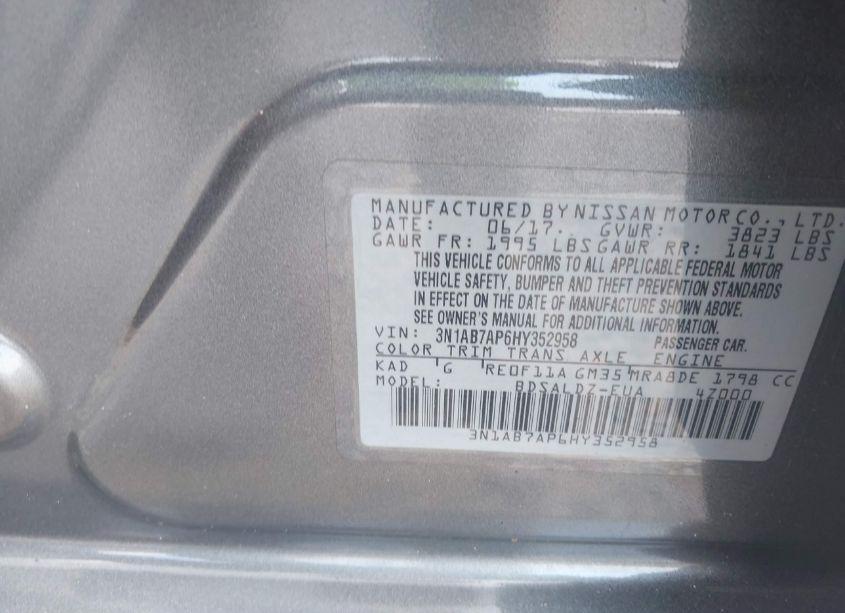 MANUFACTURED BY NISSAN MOTOR CO., LTD.
DATE: 06/17. GVWR: 3823 LBS
GAWR FR: 1995 LBS GAWR RR: 1841 LBS
THIS VEHICLE CONFORMS TO ALL APPLICABLE FEDERAL MOTOR
VEHICLE SAFETY, BUMPER AND THEFT PREVENTION STANDARDS
IN EFFECT ON THE DATE OF MANUFACTURE SHOWN ABOVE.
SEE OWNER'S MANUAL FOR ADDITIONAL INFORMATION.
VIN: 3N1AB7AP6HY352958 PASSENGER CAR.
COLOR TRIM TRANS AXLE ENGINE
KAD G RE0F11A GM35 MRA8DE 1798 CC
MODEL: BDSALDZ-EUA 4Z000
3N1AB7AP6HY352958